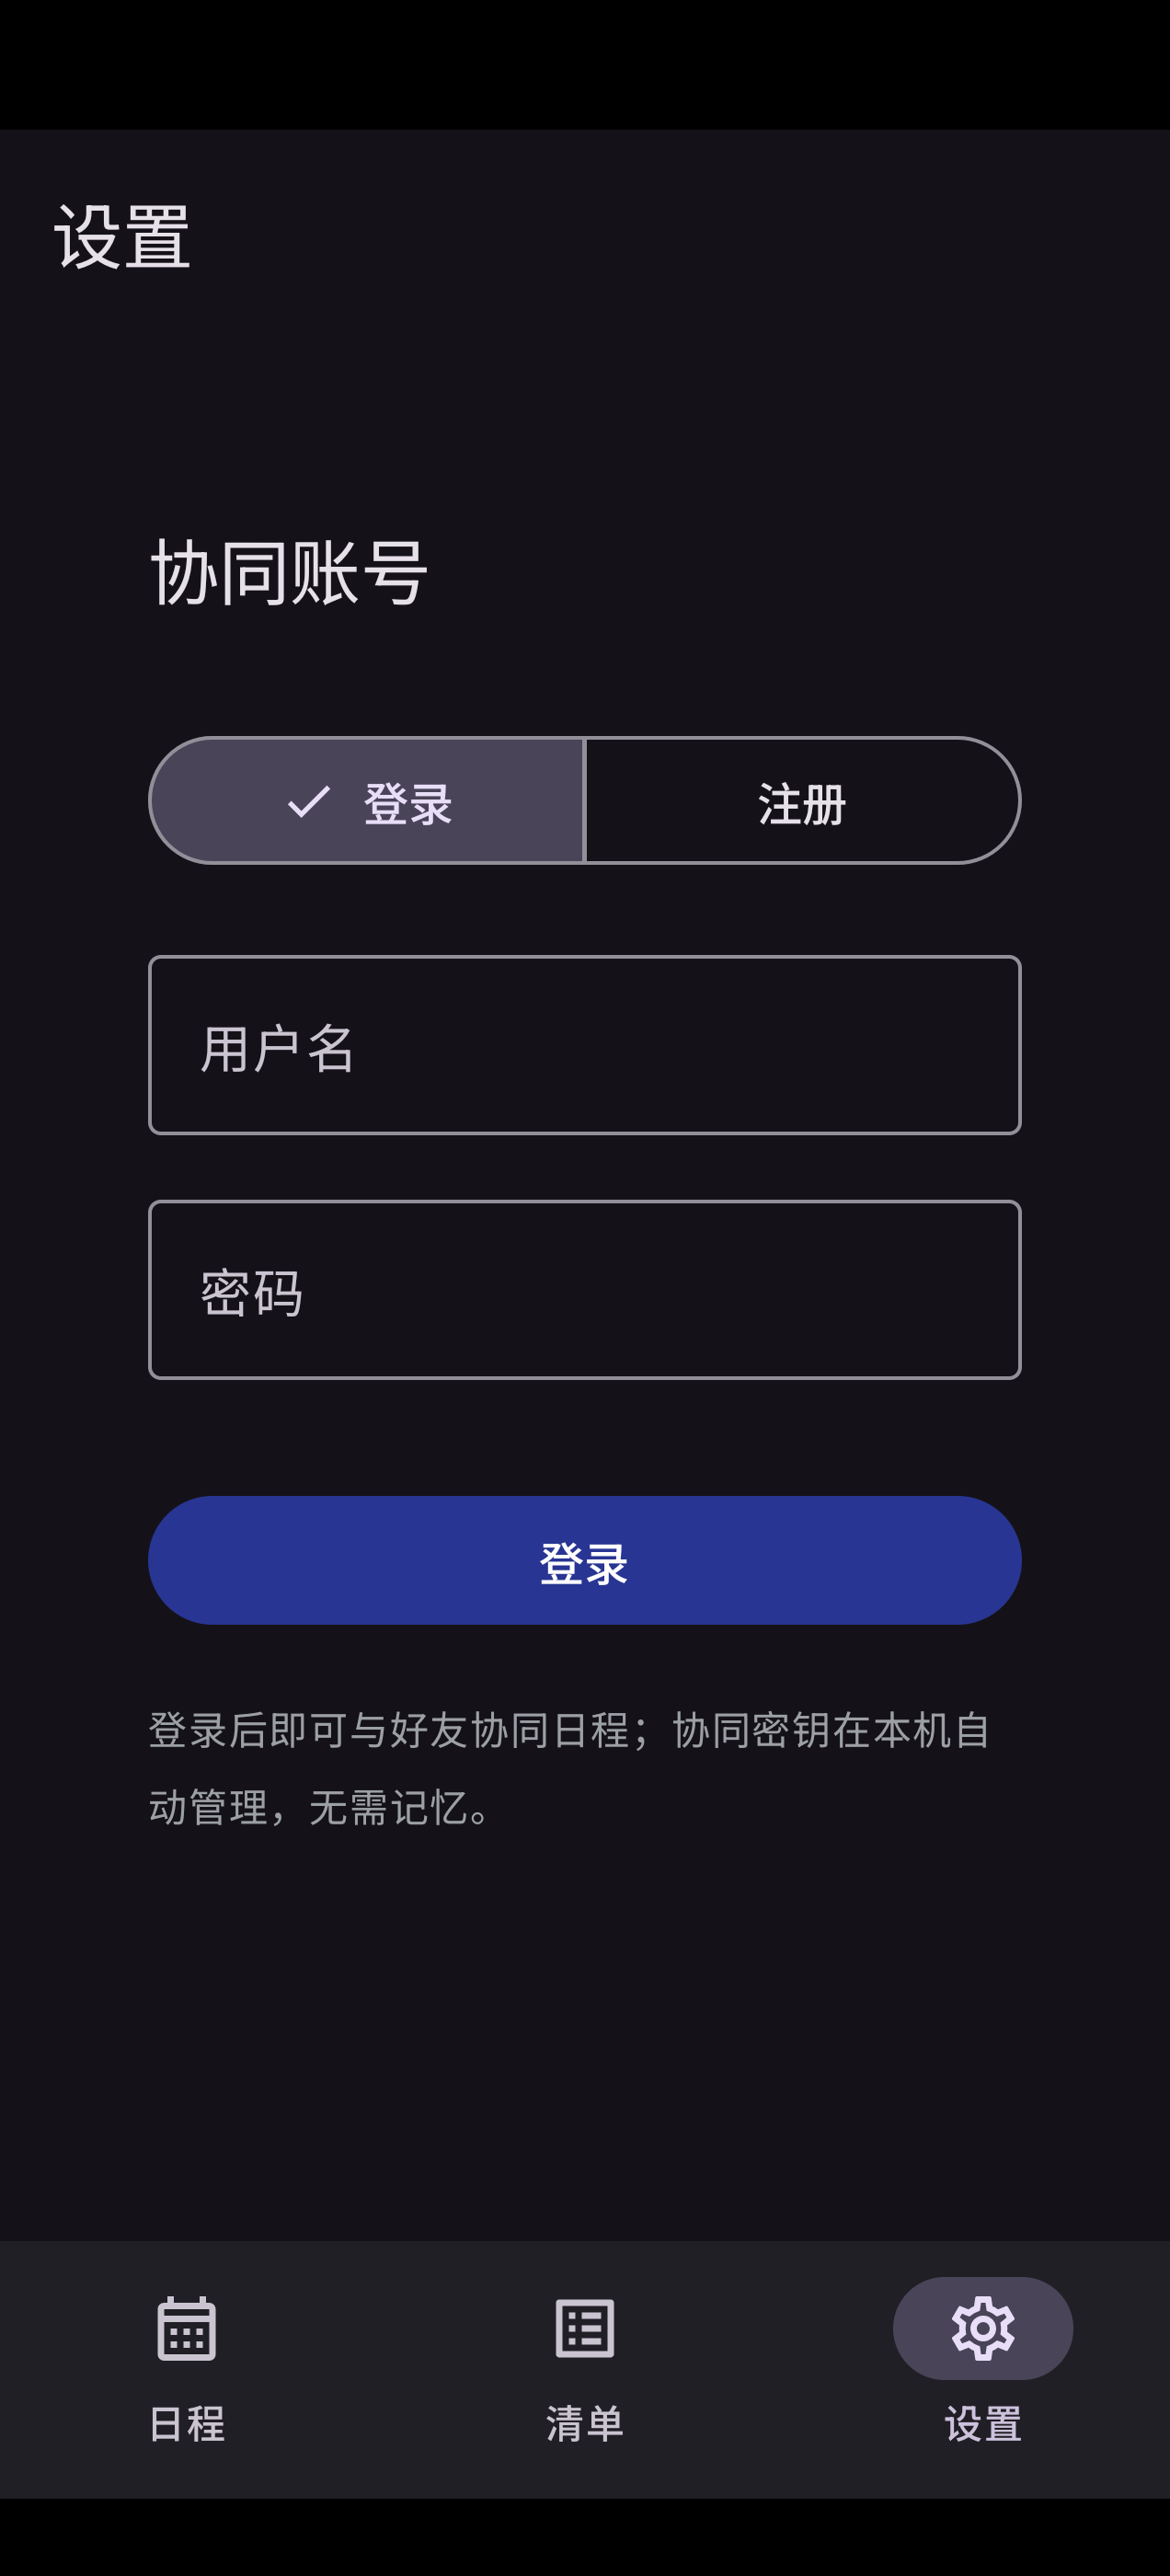 设置
协同账号
登录
注册
用户名
密码
登录
登录后即可与好友协同日程；协同密钥在本机自
动管理，无需记忆。
日程
清单
设置